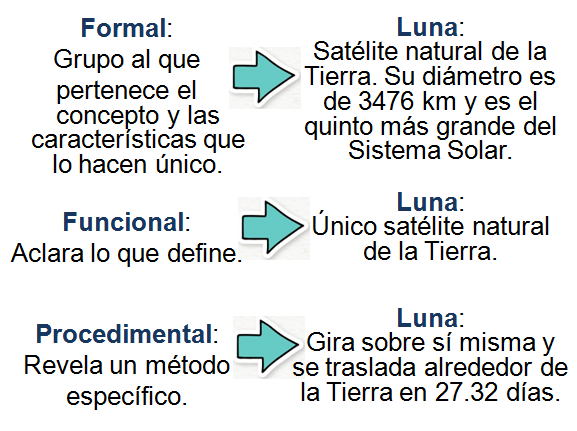 Formal:
Grupo al que
pertenece el
concepto y las
características que
lo hacen único.
Luna:
Satélite natural de la
Tierra. Su diámetro es
de 3476 km y es el
quinto más grande del
Sistema Solar.
Funcional:
Aclara lo que define.
Luna:
Único satélite natural
de la Tierra.
Procedimental:
Revela un método
específico.
Luna:
Gira sobre sí misma y
se traslada alrededor de
la Tierra en 27.32 días.